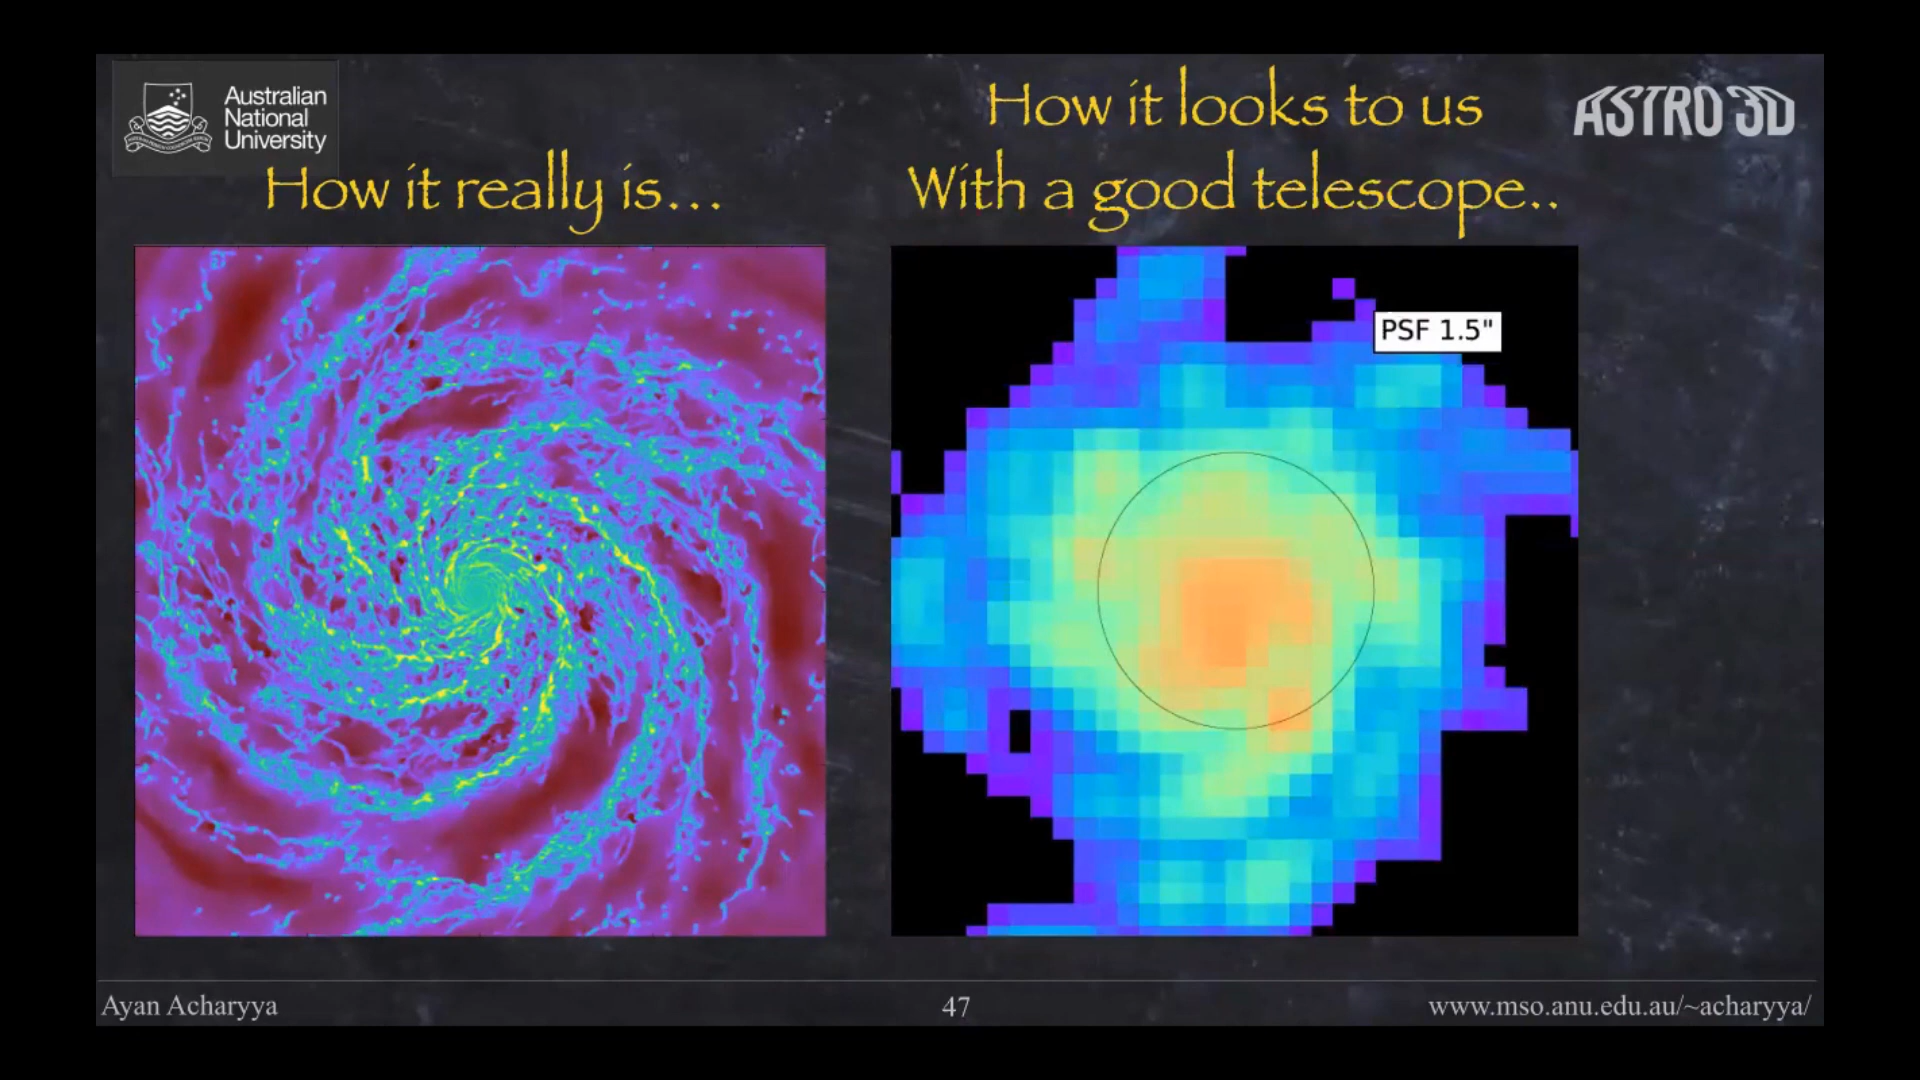 Australian
National
University
How it really is...
How it looks to us
With a good telescope..
ASTRO 3D
PSF 1.5"
Ayan Acharyya
47
www.mso.anu.edu.au/~acharyya/